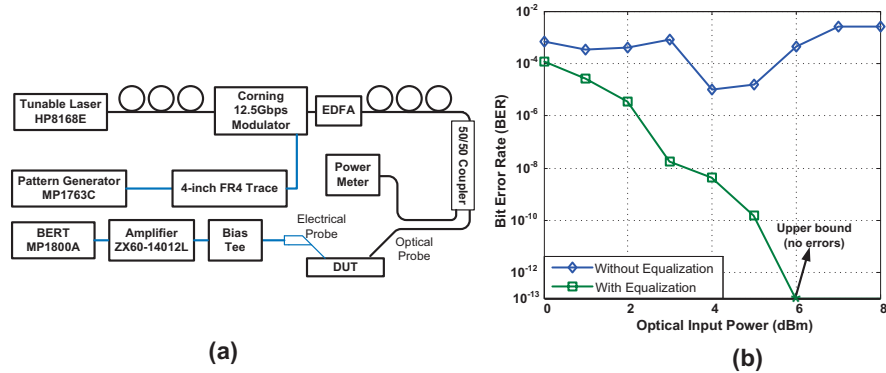 Tunable Laser
HP8168E
Corning
12.5Gbps
Modulator
EDFA
50/50 Coupler
Pattern Generator
MP1763C
4-inch FR4 Trace
Power
Meter
BERT
MP1800A
Amplifier
ZX60-14012L
Bias
Tee
Electrical
Probe
Optical
Probe
DUT
(a)
Bit Error Rate (BER)
10^-2
10^-4
10^-6
10^-8
10^-10
10^-12
10^-13
Upper bound
(no errors)
Without Equalization
With Equalization
0 2 4 6 8
Optical Input Power (dBm)
(b)